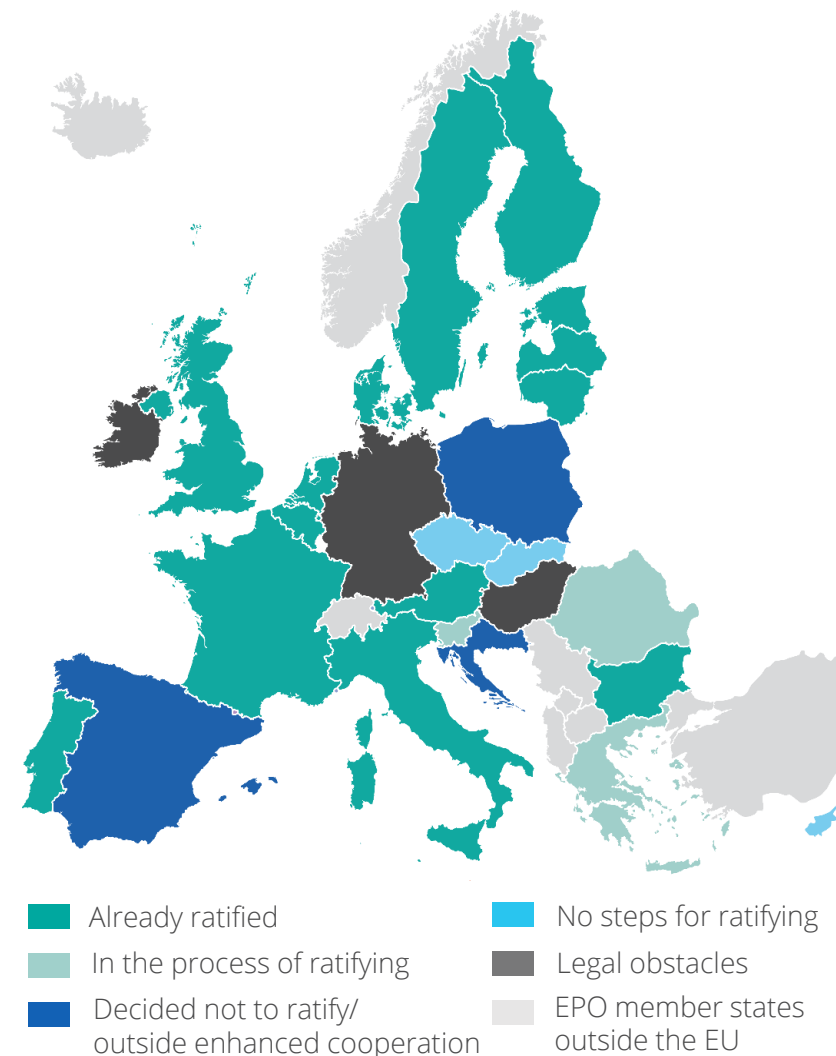 Already ratified
In the process of ratifying
Decided not to ratify/
outside enhanced cooperation
No steps for ratifying
Legal obstacles
EPO member states
outside the EU